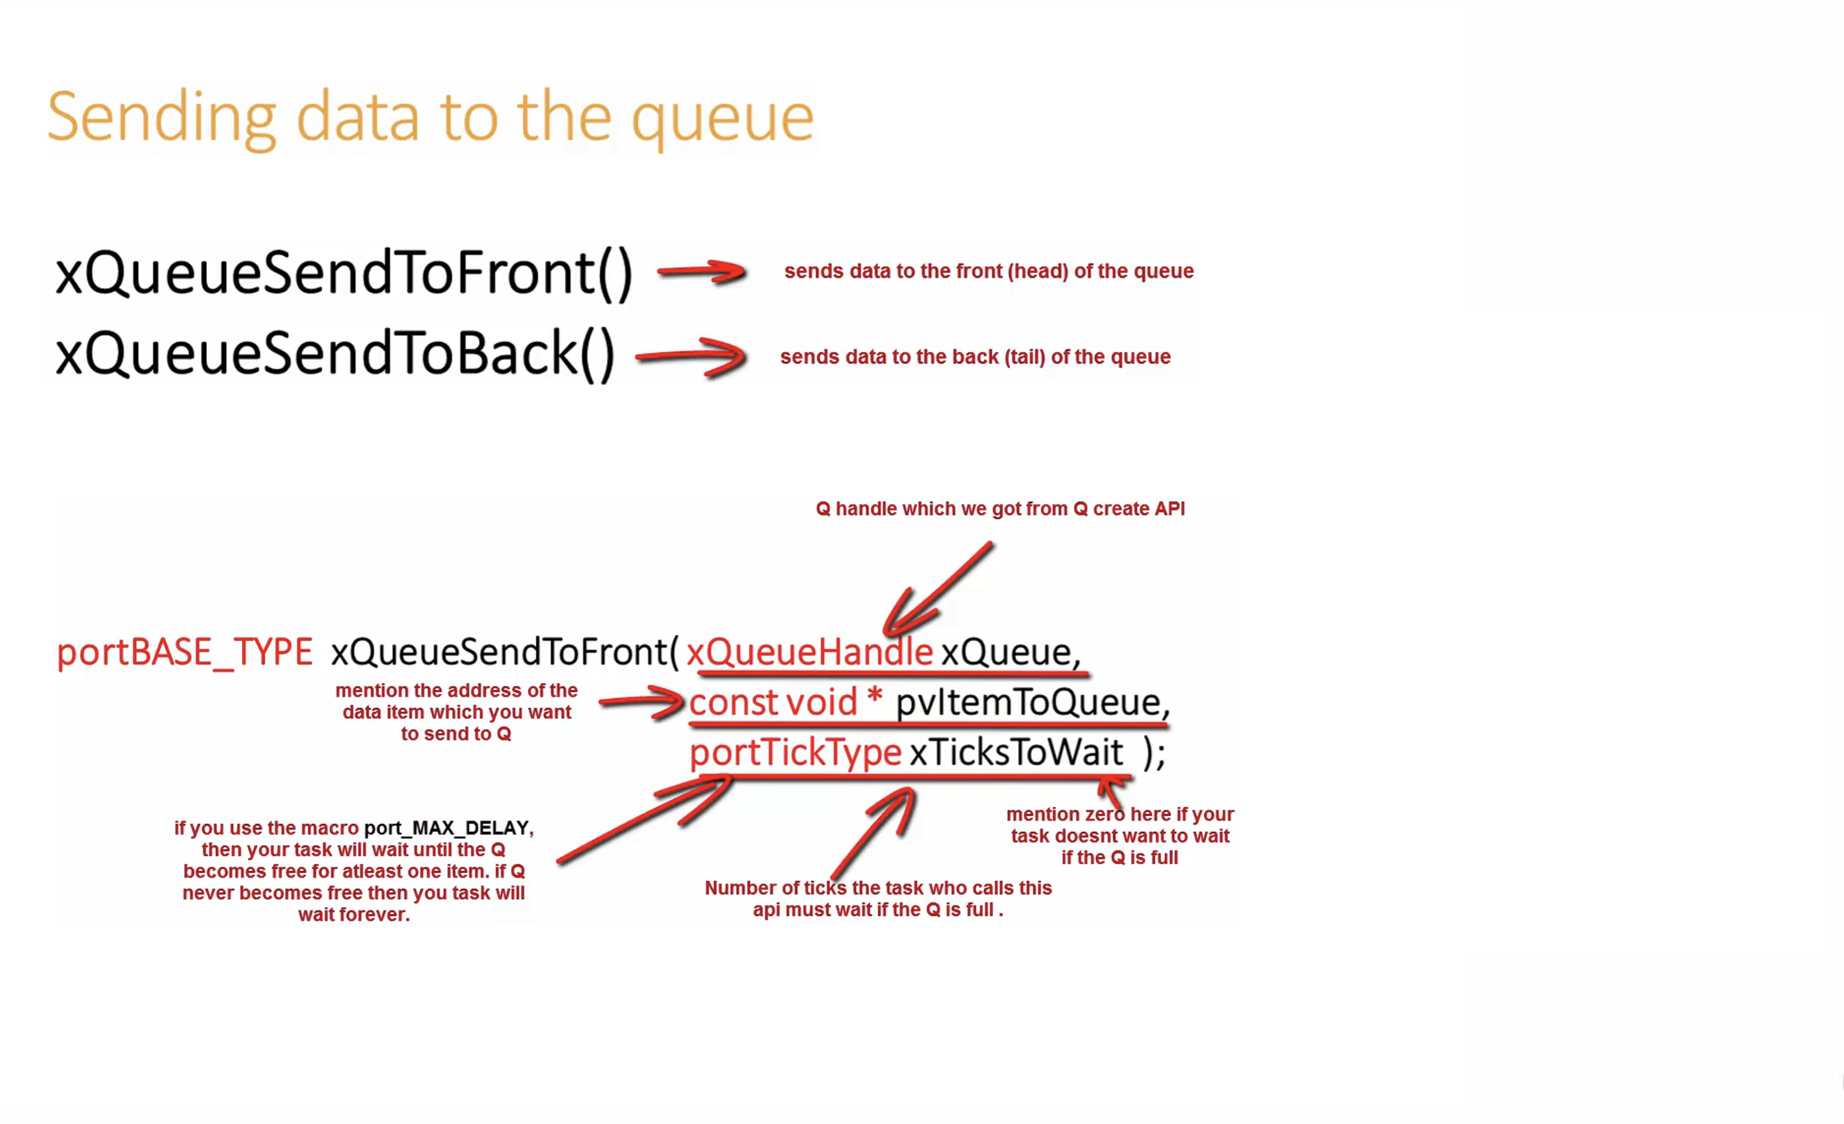 Sending data to the queue
xQueueSendToFront()
sends data to the front (head) of the queue
xQueueSendToBack()
sends data to the back (tail) of the queue
Q handle which we got from Q create API
portBASE_TYPE xQueueSendToFront( xQueueHandle xQueue,
mention the address of the
data item which you want
to send to Q
const void * pvItemToQueue,
portTickType xTicksToWait );
if you use the macro port_MAX_DELAY,
then your task will wait until the Q
becomes free for atleast one item. if Q
never becomes free then you task will
wait forever.
Number of ticks the task who calls this
api must wait if the Q is full .
mention zero here if your
task doesnt want to wait
if the Q is full